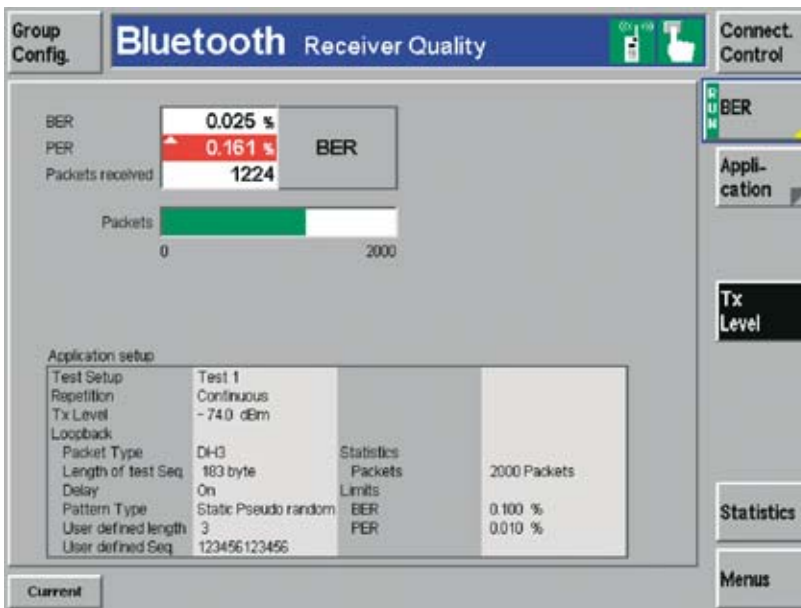 Group Config.
Bluetooth Receiver Quality
Connect. Control
BER 0.025 %
PER 0.161 %
BER
Packets received 1224
Packets
0 2000
RUN
BER
Appli-
cation
Tx
Level
Application setup
Test Setup Test 1
Repetition Continuous
Tx Level - 74.0 dBm
Loopback
Packet Type DH3 Statistics
Length of test Seq 183 byte Packets 2000 Packets
Delay On Limits
Pattern Type Static Pseudo random BER 0.100 %
User defined length 3 PER 0.010 %
User defined Seq 123456123456
Statistics
Menus
Current